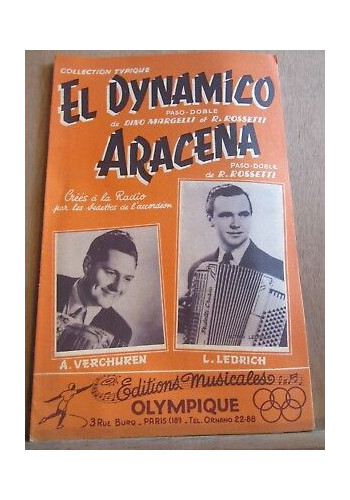 COLLECTION TYPIQUE
EL DYNAMICO
PASO-DOBLE
de DINO MARGELLI et R. ROSSETTI
ARACENA
PASO-DOBLE
de R. ROSSETTI
Créés à la Radio
par les vedettes de l'accordéon
A. VERCHUREN
L. LEDRICH
Editions Musicales
OLYMPIQUE
3 RUE BURQ - PARIS (18e) - TEL. ORNANO 22-88